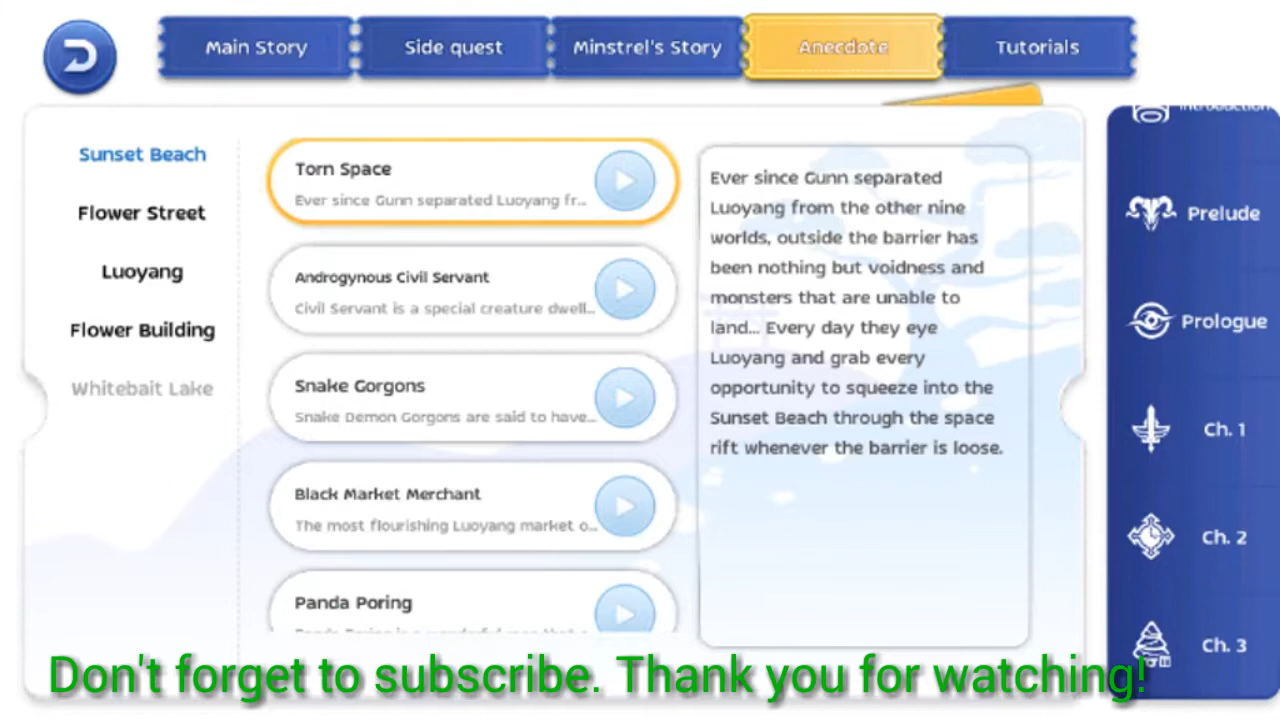 Main Story
Side quest
Minstrel's Story
Anecdote
Tutorials
Sunset Beach
Flower Street
Luoyang
Flower Building
Whitebait Lake
Torn Space
Ever since Gunn separated Luoyang fr...
Androgynous Civil Servant
Civil Servant is a special creature dwell...
Snake Gorgons
Snake Demon Gorgons are said to have...
Black Market Merchant
The most flourishing Luoyang market o...
Panda Poring
Ever since Gunn separated
Luoyang from the other nine
worlds, outside the barrier has
been nothing but voidness and
monsters that are unable to
land... Every day they eye
Luoyang and grab every
opportunity to squeeze into the
Sunset Beach through the space
rift whenever the barrier is loose.
Introduction
Prelude
Prologue
Ch. 1
Ch. 2
Ch. 3
Don't forget to subscribe. Thank you for watching!